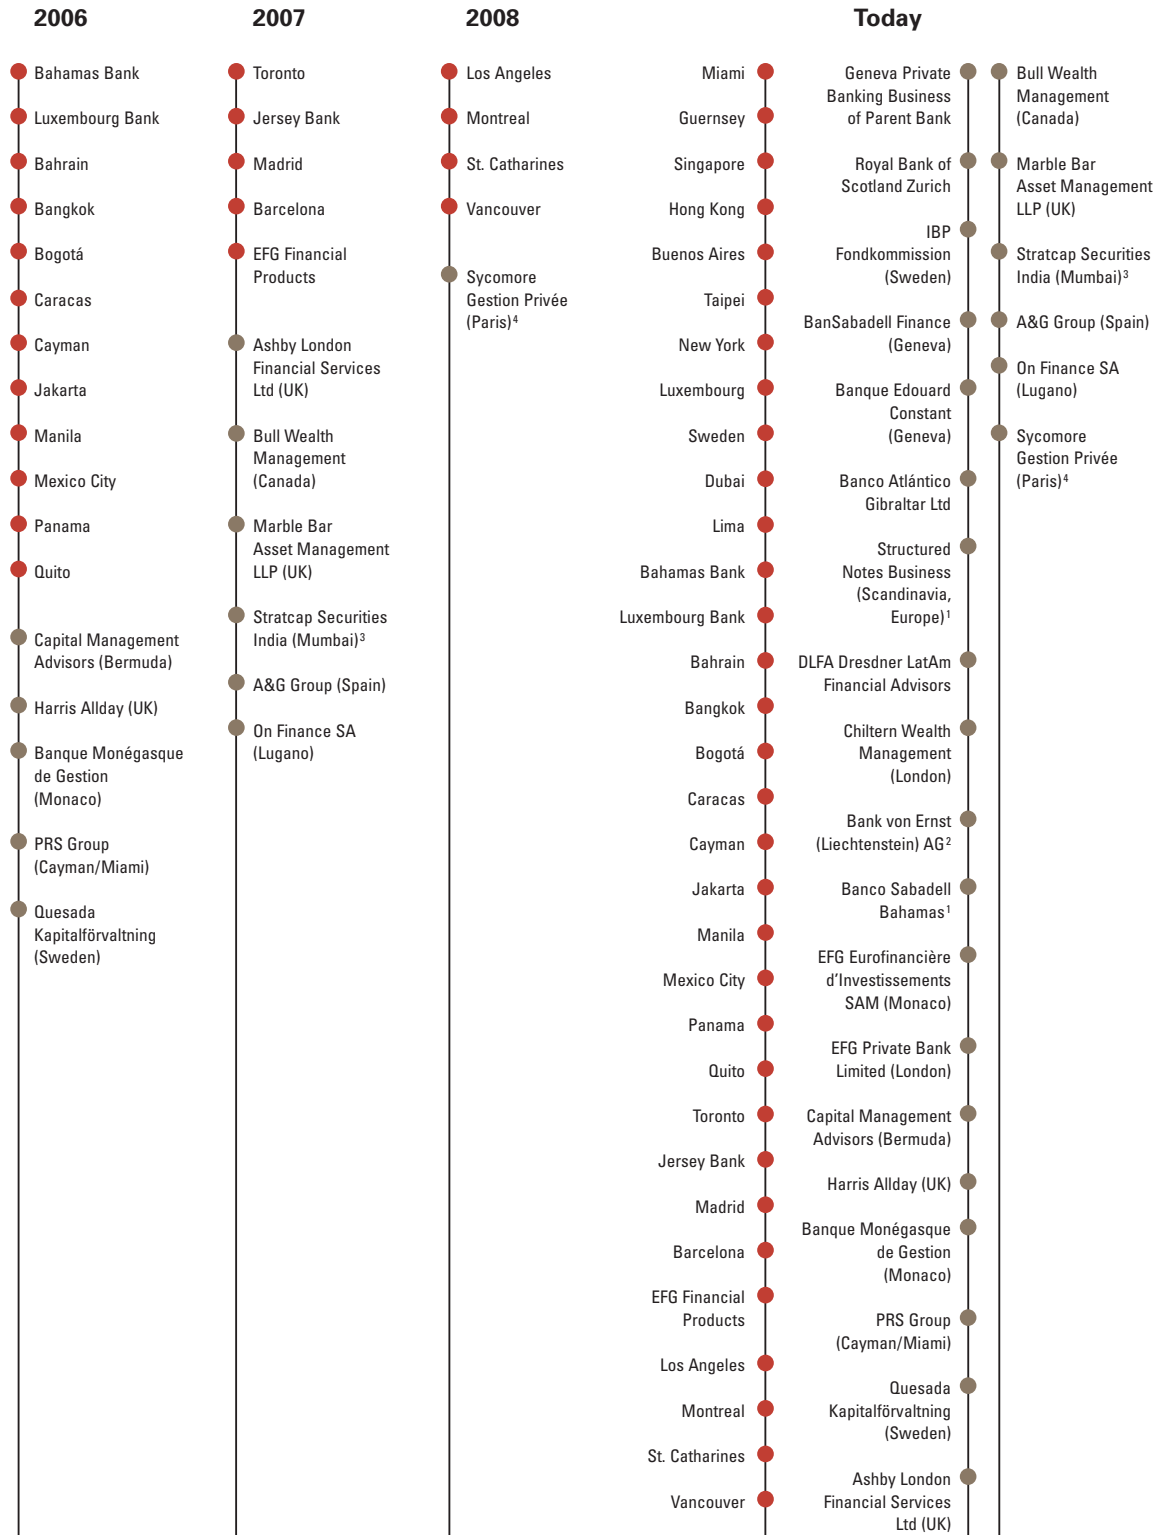 2006
Bahamas Bank
Luxembourg Bank
Bahrain
Bangkok
Bogotá
Caracas
Cayman
Jakarta
Manila
Mexico City
Panama
Quito
Capital Management
Advisors (Bermuda)
Harris Allday (UK)
Banque Monégasque
de Gestion
(Monaco)
PRS Group
(Cayman/Miami)
Quesada
Kapitalförvaltning
(Sweden)
2007
Toronto
Jersey Bank
Madrid
Barcelona
EFG Financial
Products
Ashby London
Financial Services
Ltd (UK)
Bull Wealth
Management
(Canada)
Marble Bar
Asset Management
LLP (UK)
Stratcap Securities
India (Mumbai)³
A&G Group (Spain)
On Finance SA
(Lugano)
2008
Los Angeles
Montreal
St. Catharines
Vancouver
Sycomore
Gestion Privée
(Paris)⁴
Today
Miami
Guernsey
Singapore
Hong Kong
Buenos Aires
Taipei
New York
Luxembourg
Sweden
Dubai
Lima
Bahamas Bank
Luxembourg Bank
Bahrain
Bangkok
Bogotá
Caracas
Cayman
Jakarta
Manila
Mexico City
Panama
Quito
Toronto
Jersey Bank
Madrid
Barcelona
EFG Financial
Products
Los Angeles
Montreal
St. Catharines
Vancouver
Geneva Private
Banking Business
of Parent Bank
Royal Bank of
Scotland Zurich
IBP
Fondkommission
(Sweden)
BanSabadell Finance
(Geneva)
Banque Edouard
Constant
(Geneva)
Banco Atlántico
Gibraltar Ltd
Structured
Notes Business
(Scandinavia,
Europe)¹
DLFA Dresdner LatAm
Financial Advisors
Chiltern Wealth
Management
(London)
Bank von Ernst
(Liechtenstein) AG²
Banco Sabadell
Bahamas¹
EFG Eurofinancière
d'Investissements
SAM (Monaco)
EFG Private Bank
Limited (London)
Capital Management
Advisors (Bermuda)
Harris Allday (UK)
Banque Monégasque
de Gestion
(Monaco)
PRS Group
(Cayman/Miami)
Quesada
Kapitalförvaltning
(Sweden)
Ashby London
Financial Services
Ltd (UK)
Bull Wealth
Management
(Canada)
Marble Bar
Asset Management
LLP (UK)
Stratcap Securities
India (Mumbai)³
A&G Group (Spain)
On Finance SA
(Lugano)
Sycomore
Gestion Privée
(Paris)⁴